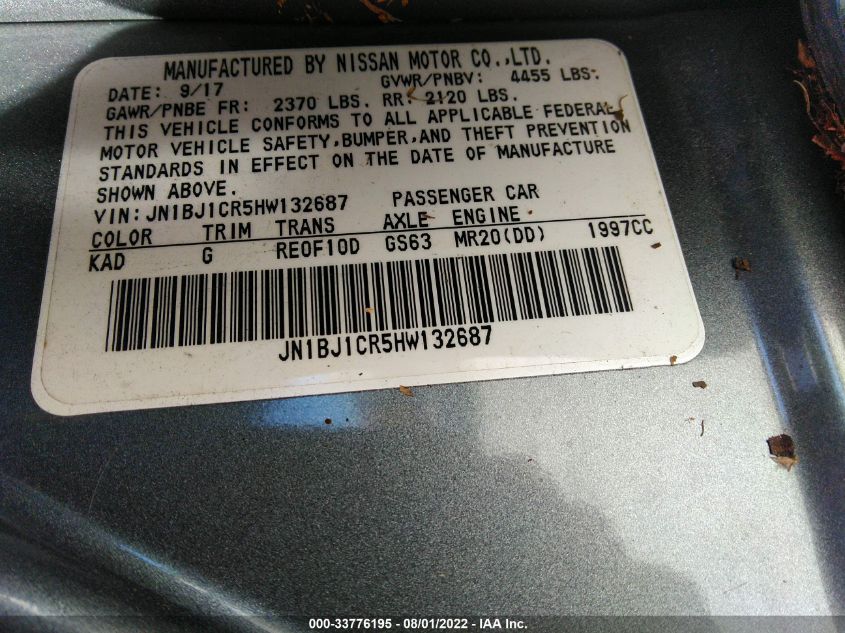 MANUFACTURED BY NISSAN MOTOR CO.,LTD.
DATE: 9/17 GVWR/PNBV: 4455 LBS.
GAWR/PNBE FR: 2370 LBS. RR: 2120 LBS.
THIS VEHICLE CONFORMS TO ALL APPLICABLE FEDERAL
MOTOR VEHICLE SAFETY, BUMPER, AND THEFT PREVENTION
STANDARDS IN EFFECT ON THE DATE OF MANUFACTURE
SHOWN ABOVE.
VIN: JN1BJ1CR5HW132687 PASSENGER CAR
COLOR TRIM TRANS AXLE ENGINE
KAD G RE0F10D GS63 MR20(DD) 1997CC
JN1BJ1CR5HW132687
000-33776195 - 08/01/2022 - IAA Inc.